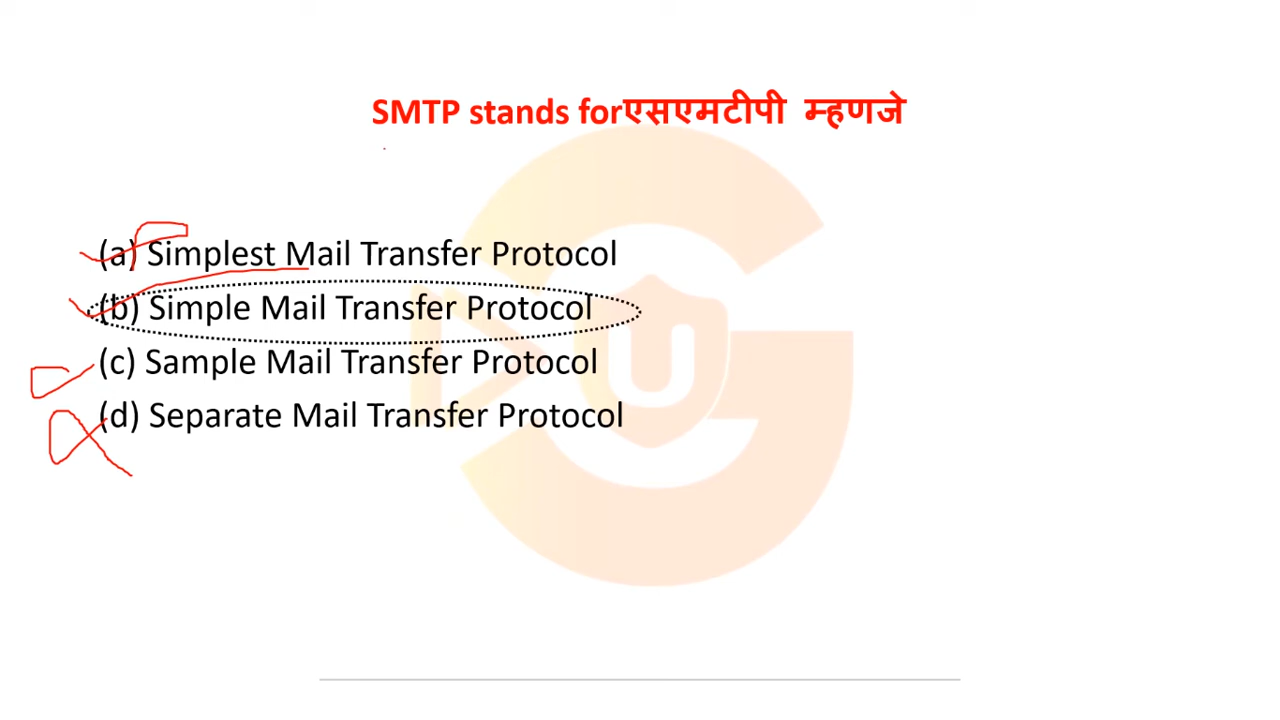 SMTP stands forएसएमटीपी म्हणजे
(a) Simplest Mail Transfer Protocol
(b) Simple Mail Transfer Protocol
(c) Sample Mail Transfer Protocol
(d) Separate Mail Transfer Protocol